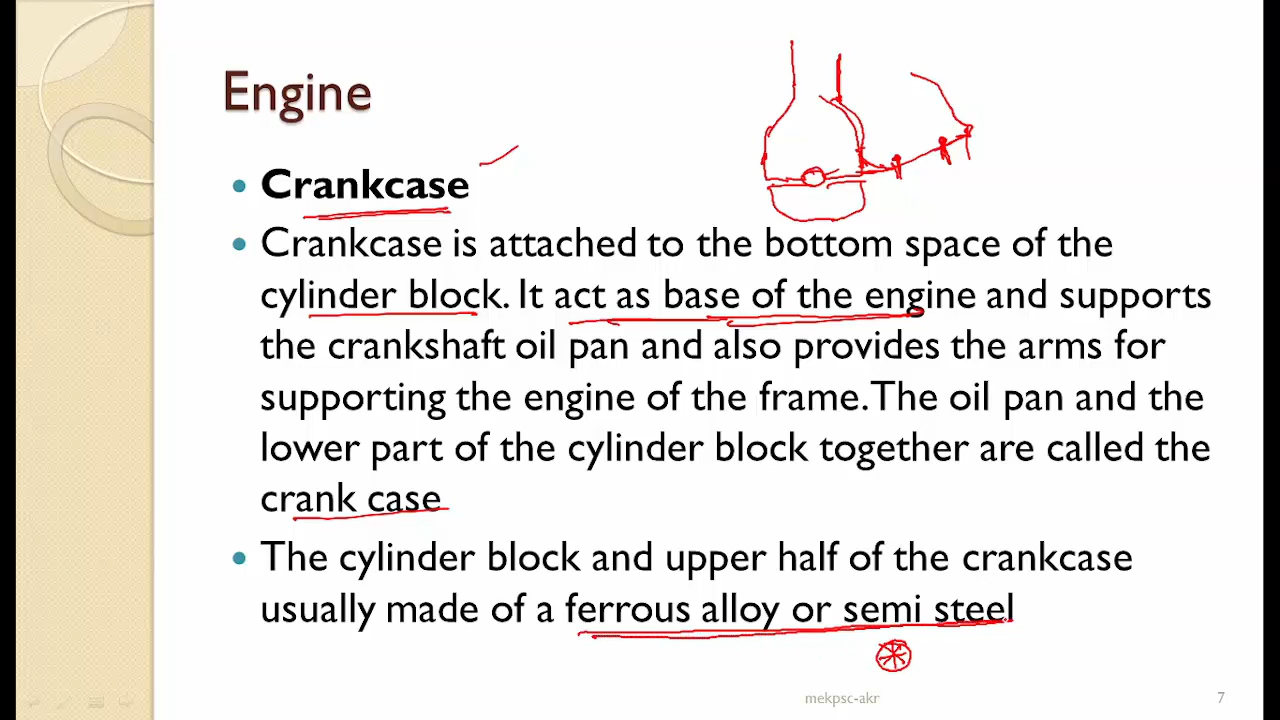 Engine
Crankcase
Crankcase is attached to the bottom space of the
cylinder block. It act as base of the engine and supports
the crankshaft oil pan and also provides the arms for
supporting the engine of the frame. The oil pan and the
lower part of the cylinder block together are called the
crank case
The cylinder block and upper half of the crankcase
usually made of a ferrous alloy or semi steel
mekpsc-akr
7